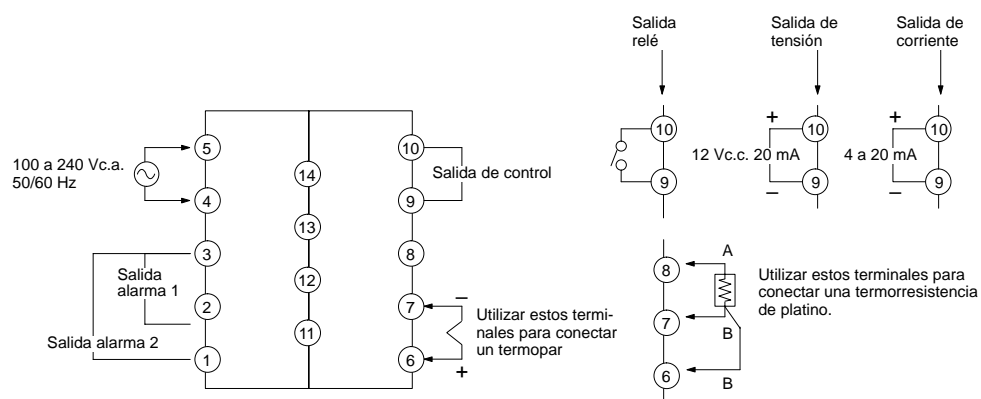 Salida
relé
Salida de
tensión
Salida de
corriente
100 a 240 Vc.a.
50/60 Hz
5
4
3
2
1
14
13
12
11
10
9
8
7
6
Salida de control
Salida
alarma 1
Salida alarma 2
–
+
Utilizar estos termi-
nales para conectar
un termopar
10
9
12 Vc.c. 20 mA
+
10
9
–
4 a 20 mA
+
10
9
–
8
7
6
A
B
B
Utilizar estos terminales para
conectar una termorresistencia
de platino.